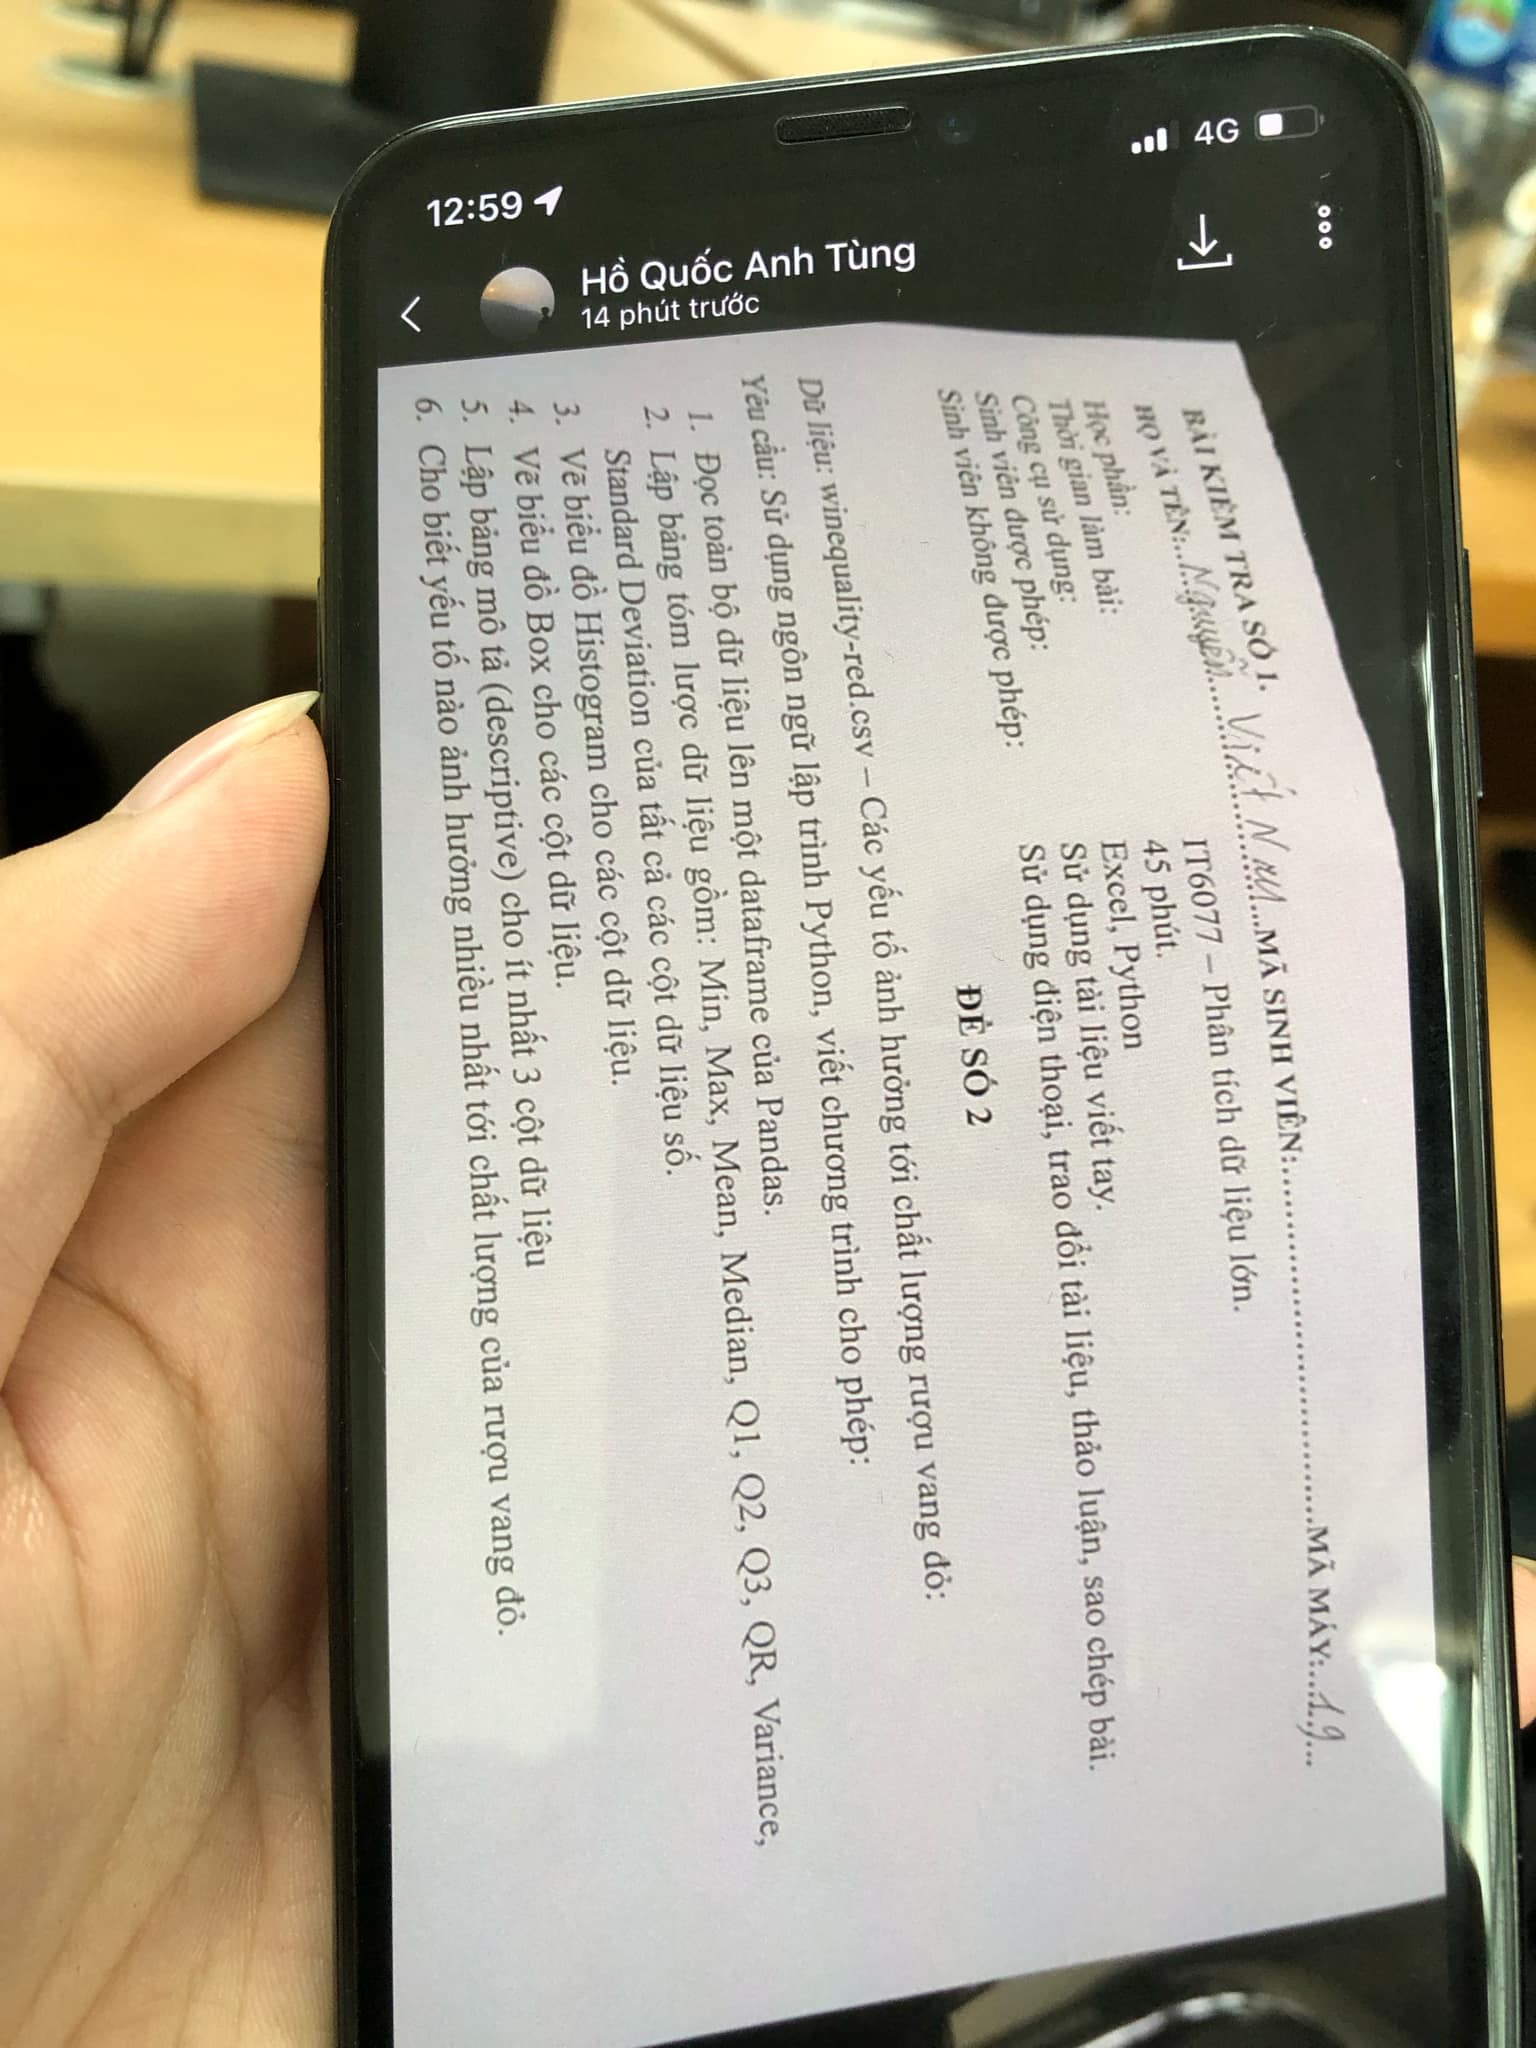 12:59
4G
Hồ Quốc Anh Tùng
14 phút trước
BÀI KIỂM TRA SỐ 1.
HỌ VÀ TÊN:..Nguyễn Viết Nay...MÃ SINH VIÊN:.......................................MÃ MÁY:...19...
Học phần: IT6077 – Phân tích dữ liệu lớn.
Thời gian làm bài: 45 phút.
Công cụ sử dụng: Excel, Python
Sinh viên được phép: Sử dụng tài liệu viết tay.
Sinh viên không được phép: Sử dụng điện thoại, trao đổi tài liệu, thảo luận, sao chép bài.
ĐỀ SỐ 2
Dữ liệu: winequality-red.csv – Các yếu tố ảnh hưởng tới chất lượng rượu vang đỏ:
Yêu cầu: Sử dụng ngôn ngữ lập trình Python, viết chương trình cho phép:
1. Đọc toàn bộ dữ liệu lên một dataframe của Pandas.
2. Lập bảng tóm lược dữ liệu gồm: Min, Max, Mean, Median, Q1, Q2, Q3, QR, Variance,
Standard Deviation của tất cả các cột dữ liệu số.
3. Vẽ biểu đồ Histogram cho các cột dữ liệu.
4. Vẽ biểu đồ Box cho các cột dữ liệu.
5. Lập bảng mô tả (descriptive) cho ít nhất 3 cột dữ liệu
6. Cho biết yếu tố nào ảnh hưởng nhiều nhất tới chất lượng của rượu vang đỏ.